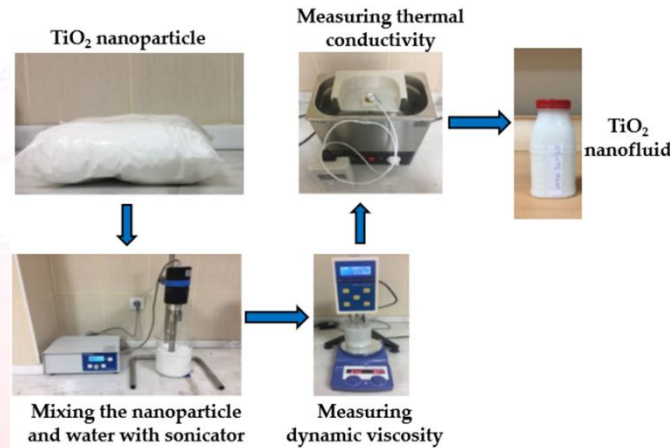 TiO₂ nanoparticle
Mixing the nanoparticle
and water with sonicator
Measuring
dynamic viscosity
Measuring thermal
conductivity
TiO₂
nanofluid